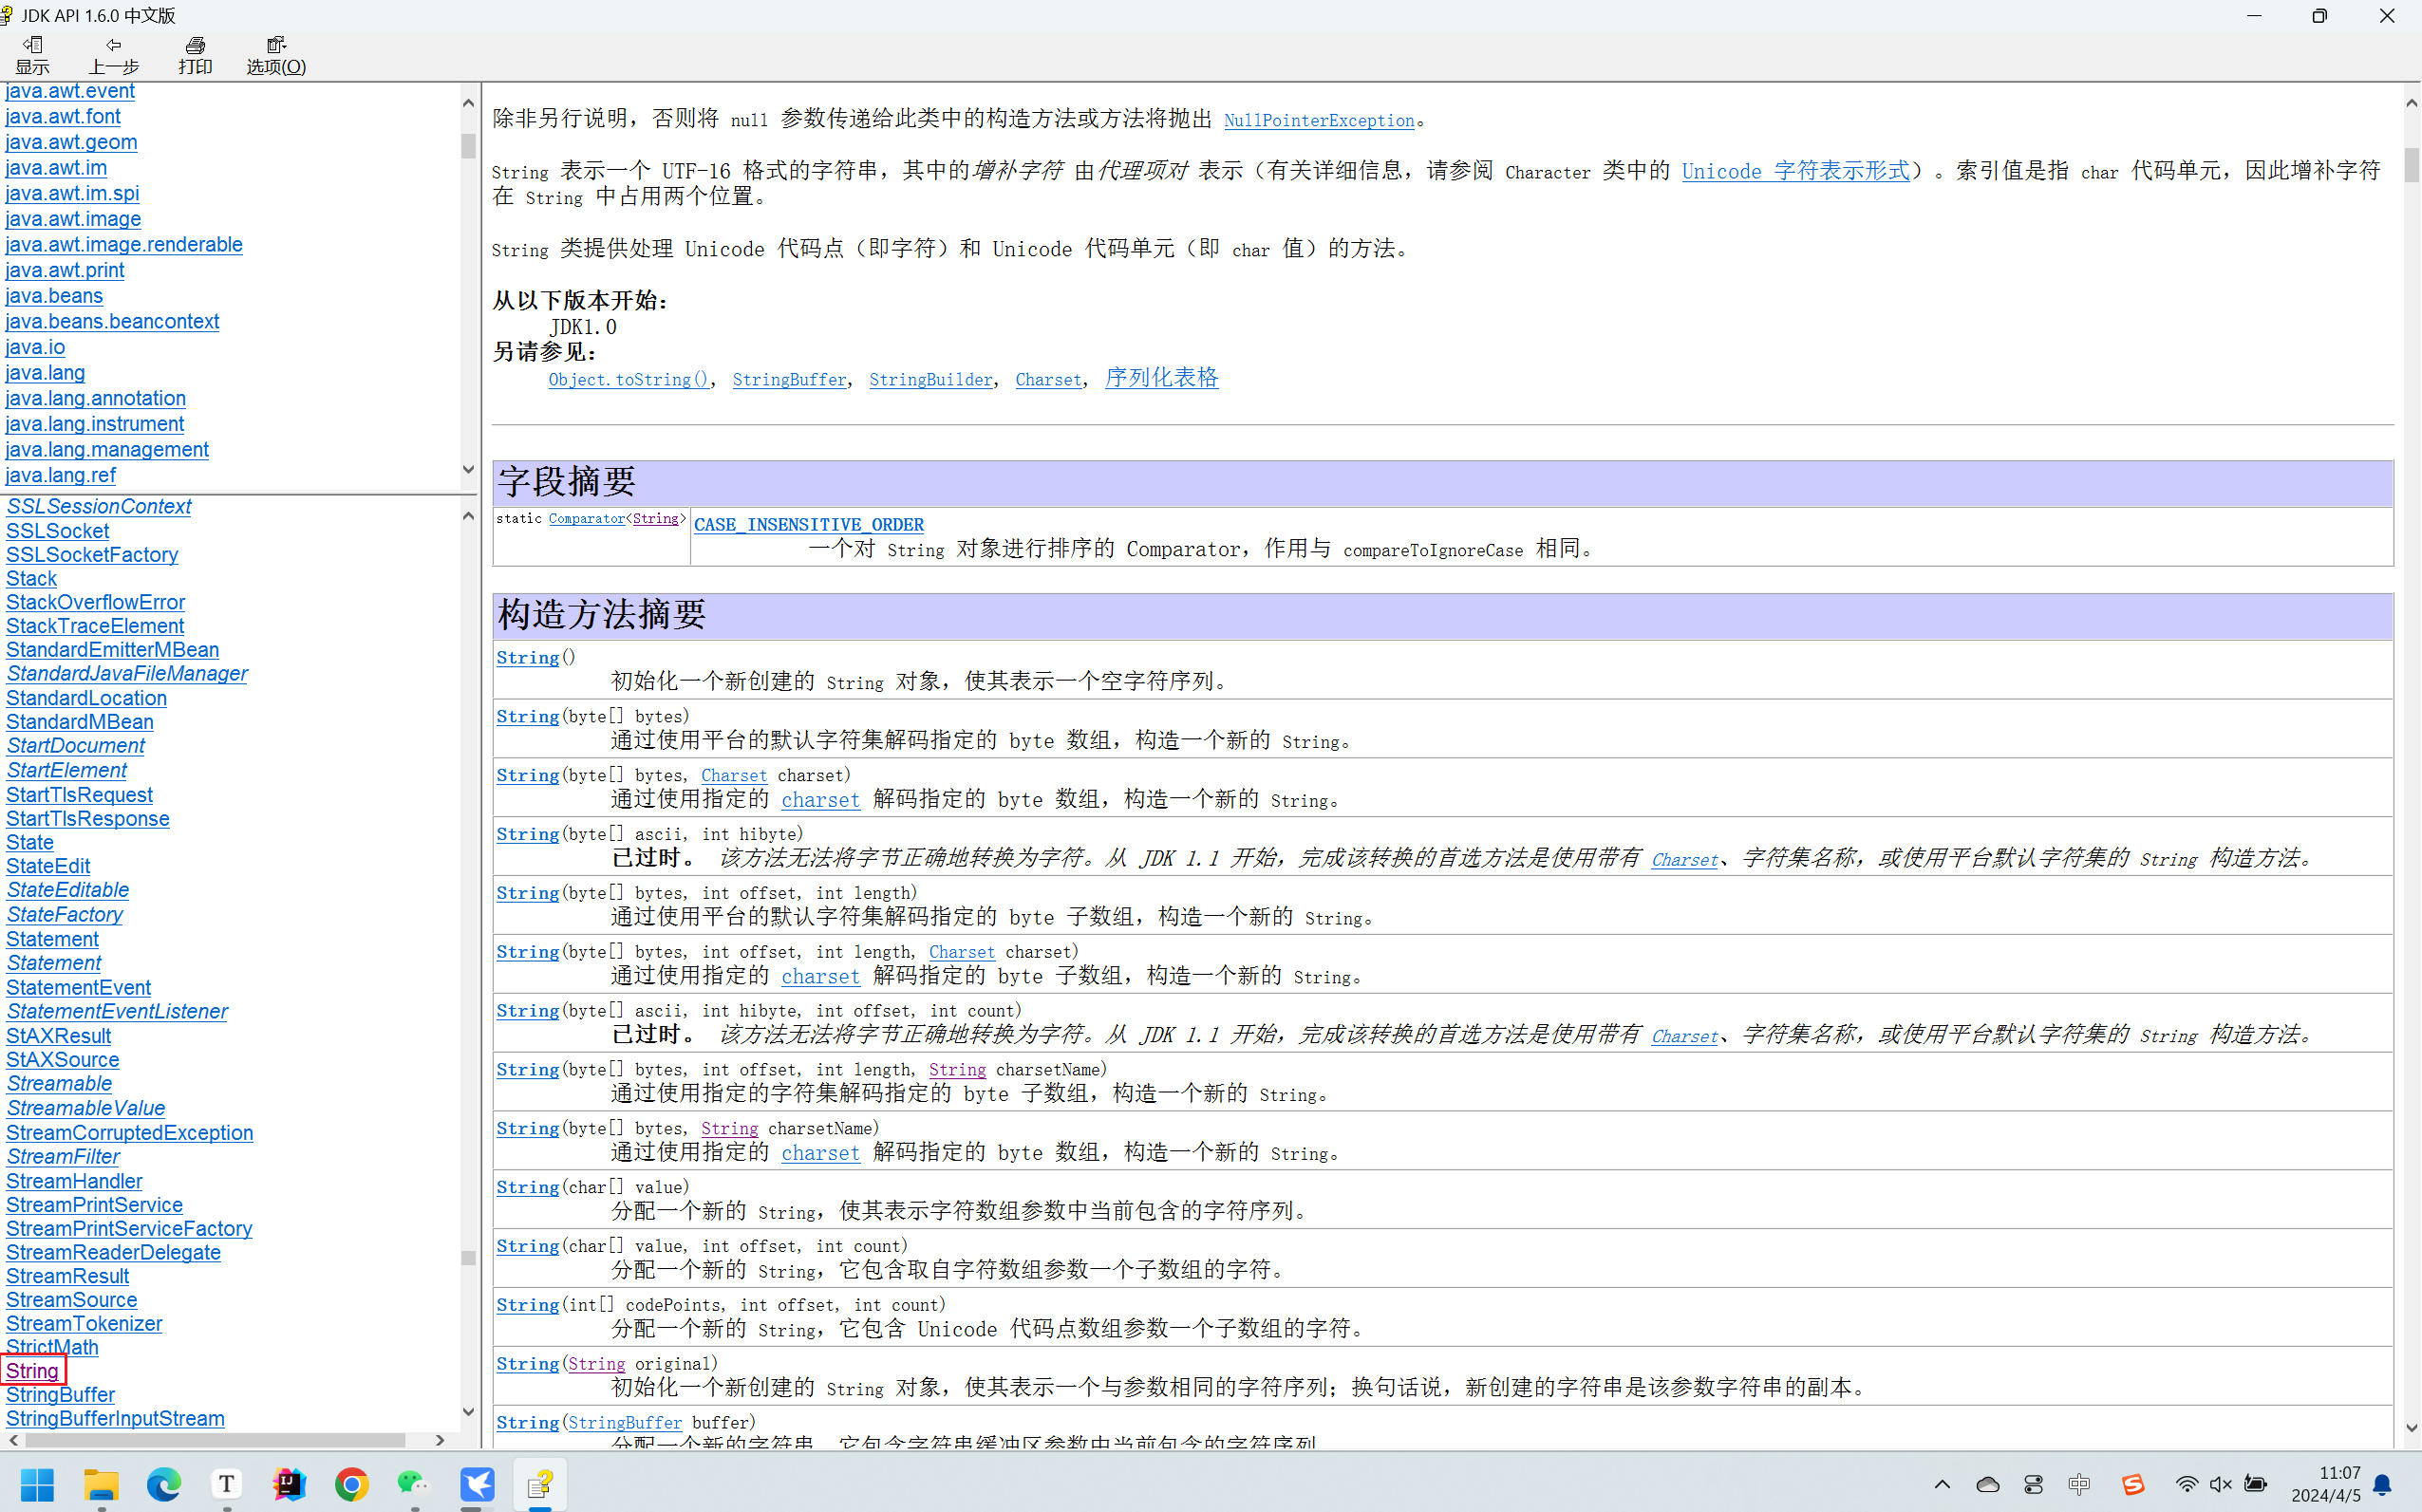 JDK API 1.6.0 中文版
显示
上一步
打印
选项(O)
java.awt.event
java.awt.font
java.awt.geom
java.awt.im
java.awt.im.spi
java.awt.image
java.awt.image.renderable
java.awt.print
java.beans
java.beans.beancontext
java.io
java.lang
java.lang.annotation
java.lang.instrument
java.lang.management
java.lang.ref
SSLSessionContext
SSLSocket
SSLSocketFactory
Stack
StackOverflowError
StackTraceElement
StandardEmitterMBean
StandardJavaFileManager
StandardLocation
StandardMBean
StartDocument
StartElement
StartTlsRequest
StartTlsResponse
State
StateEdit
StateEditable
StateFactory
Statement
Statement
StatementEvent
StatementEventListener
StAXResult
StAXSource
Streamable
StreamableValue
StreamCorruptedException
StreamFilter
StreamHandler
StreamPrintService
StreamPrintServiceFactory
StreamReaderDelegate
StreamResult
StreamSource
StreamTokenizer
StrictMath
String
StringBuffer
StringBufferInputStream
除非另行说明，否则将 null 参数传递给此类中的构造方法或方法将抛出 NullPointerException。
String 表示一个 UTF-16 格式的字符串，其中的增补字符 由代理项对 表示（有关详细信息，请参阅 Character 类中的 Unicode 字符表示形式）。索引值是指 char 代码单元，因此增补字符
在 String 中占用两个位置。
String 类提供处理 Unicode 代码点（即字符）和 Unicode 代码单元（即 char 值）的方法。
从以下版本开始：
JDK1.0
另请参见：
Object.toString(), StringBuffer, StringBuilder, Charset, 序列化表格
字段摘要
static Comparator<String> CASE_INSENSITIVE_ORDER
一个对 String 对象进行排序的 Comparator，作用与 compareToIgnoreCase 相同。
构造方法摘要
String()
初始化一个新创建的 String 对象，使其表示一个空字符序列。
String(byte[] bytes)
通过使用平台的默认字符集解码指定的 byte 数组，构造一个新的 String。
String(byte[] bytes, Charset charset)
通过使用指定的 charset 解码指定的 byte 数组，构造一个新的 String。
String(byte[] ascii, int hibyte)
已过时。 该方法无法将字节正确地转换为字符。从 JDK 1.1 开始，完成该转换的首选方法是使用带有 Charset、字符集名称，或使用平台默认字符集的 String 构造方法。
String(byte[] bytes, int offset, int length)
通过使用平台的默认字符集解码指定的 byte 子数组，构造一个新的 String。
String(byte[] bytes, int offset, int length, Charset charset)
通过使用指定的 charset 解码指定的 byte 子数组，构造一个新的 String。
String(byte[] ascii, int hibyte, int offset, int count)
已过时。 该方法无法将字节正确地转换为字符。从 JDK 1.1 开始，完成该转换的首选方法是使用带有 Charset、字符集名称，或使用平台默认字符集的 String 构造方法。
String(byte[] bytes, int offset, int length, String charsetName)
通过使用指定的字符集解码指定的 byte 子数组，构造一个新的 String。
String(byte[] bytes, String charsetName)
通过使用指定的 charset 解码指定的 byte 数组，构造一个新的 String。
String(char[] value)
分配一个新的 String，使其表示字符数组参数中当前包含的字符序列。
String(char[] value, int offset, int count)
分配一个新的 String，它包含取自字符数组参数一个子数组的字符。
String(int[] codePoints, int offset, int count)
分配一个新的 String，它包含 Unicode 代码点数组参数一个子数组的字符。
String(String original)
初始化一个新创建的 String 对象，使其表示一个与参数相同的字符序列；换句话说，新创建的字符串是该参数字符串的副本。
String(StringBuffer buffer)
分配一个新的字符串，它包含字符串缓冲区参数中当前包含的字符序列
中
11:07
2024/4/5